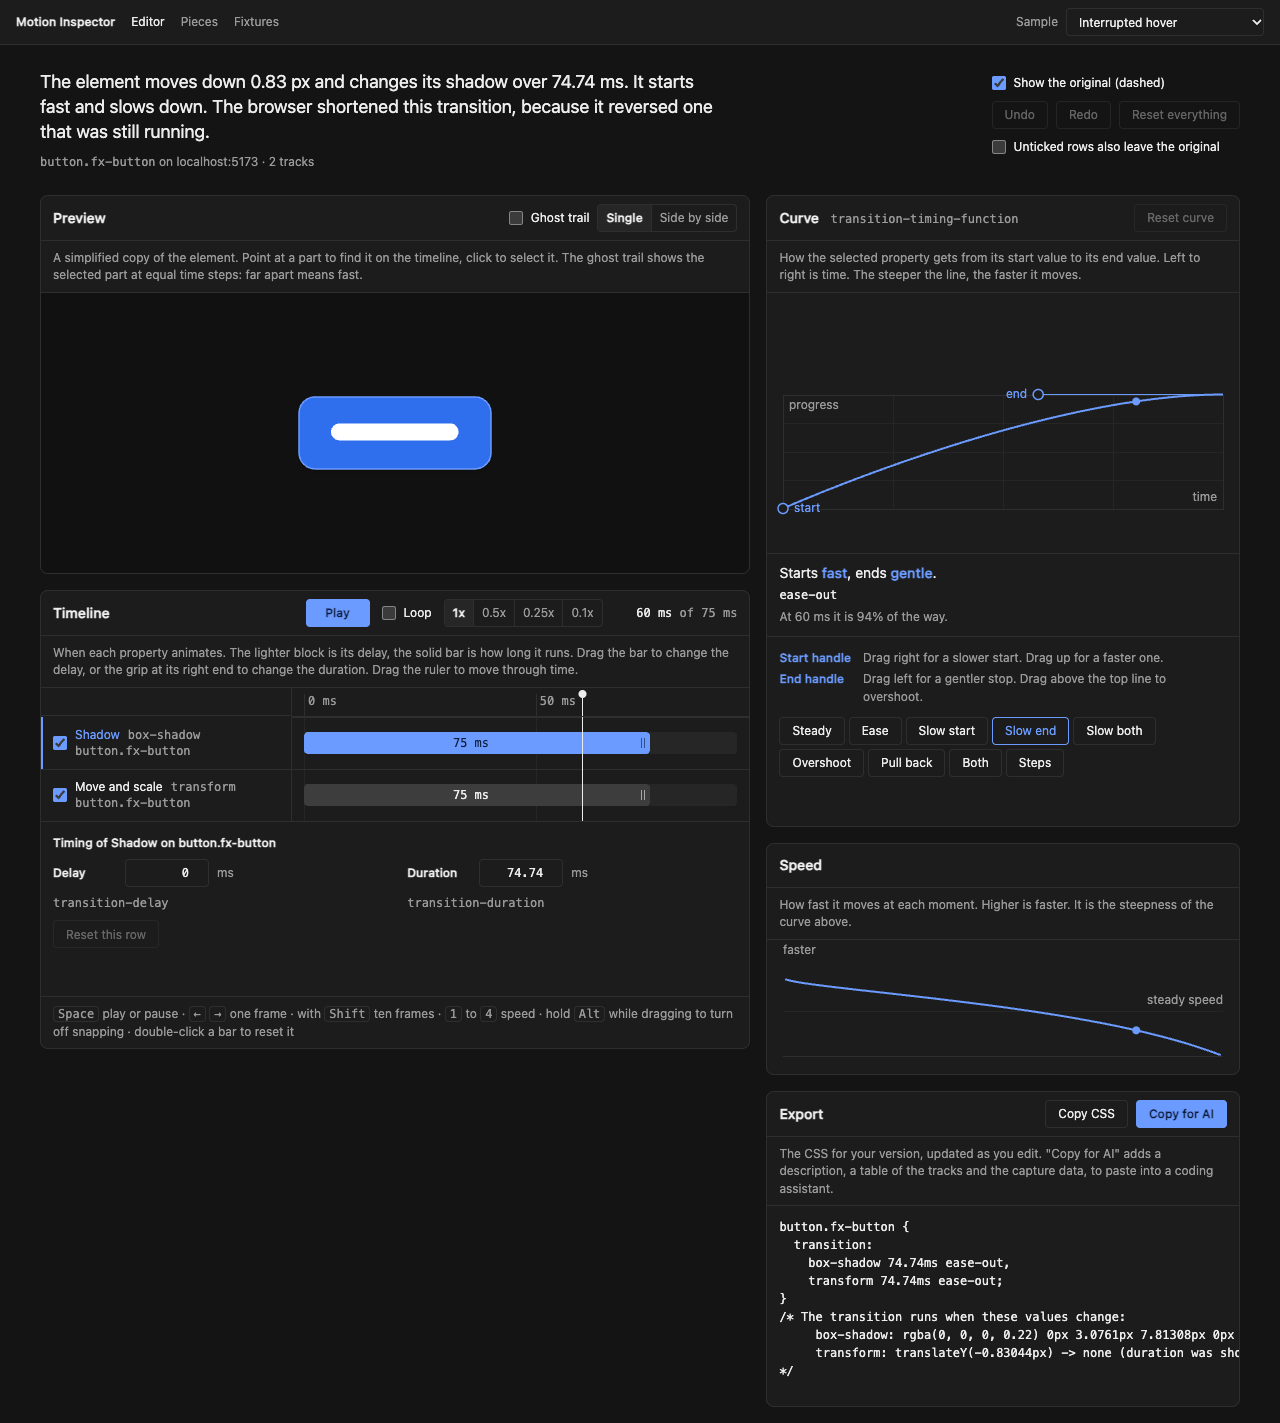 Motion Inspector Editor Pieces Fixtures Sample Interrupted hover
The element moves down 0.83 px and changes its shadow over 74.74 ms. It starts
fast and slows down. The browser shortened this transition, because it reversed one
that was still running.
button.fx-button on localhost:5173 · 2 tracks
Show the original (dashed)
Undo Redo Reset everything
Unticked rows also leave the original
Preview Ghost trail Single Side by side
A simplified copy of the element. Point at a part to find it on the timeline, click to select it. The ghost trail shows the
selected part at equal time steps: far apart means fast.
Timeline Play Loop 1x 0.5x 0.25x 0.1x 60 ms of 75 ms
When each property animates. The lighter block is its delay, the solid bar is how long it runs. Drag the bar to change the
delay, or the grip at its right end to change the duration. Drag the ruler to move through time.
0 ms 50 ms
Shadow box-shadow
button.fx-button
75 ms
Move and scale transform
button.fx-button
75 ms
Timing of Shadow on button.fx-button
Delay 0 ms Duration 74.74 ms
transition-delay transition-duration
Reset this row
Space play or pause · ← → one frame · with Shift ten frames · 1 to 4 speed · hold Alt while dragging to turn
off snapping · double-click a bar to reset it
Curve transition-timing-function Reset curve
How the selected property gets from its start value to its end value. Left to
right is time. The steeper the line, the faster it moves.
end
progress
time
start
Starts fast, ends gentle.
ease-out
At 60 ms it is 94% of the way.
Start handle Drag right for a slower start. Drag up for a faster one.
End handle Drag left for a gentler stop. Drag above the top line to
overshoot.
Steady Ease Slow start Slow end Slow both
Overshoot Pull back Both Steps
Speed
How fast it moves at each moment. Higher is faster. It is the steepness of the
curve above.
faster
steady speed
Export Copy CSS Copy for AI
The CSS for your version, updated as you edit. "Copy for AI" adds a
description, a table of the tracks and the capture data, to paste into a coding
assistant.
button.fx-button {
transition:
box-shadow 74.74ms ease-out,
transform 74.74ms ease-out;
}
/* The transition runs when these values change:
box-shadow: rgba(0, 0, 0, 0.22) 0px 3.0761px 7.81308px 0px
transform: translateY(-0.83044px) -> none (duration was sho
*/